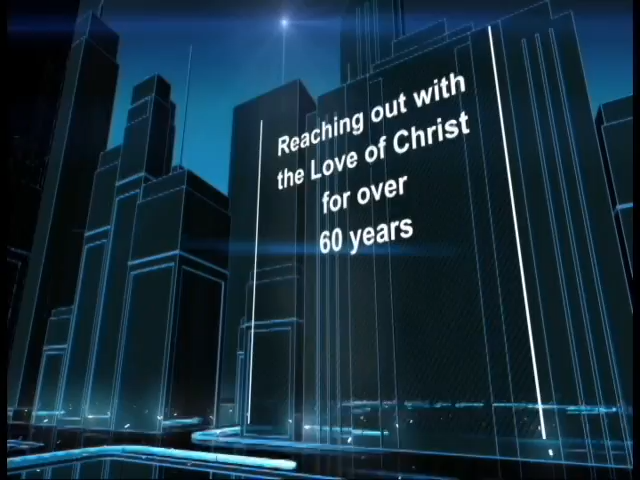 Reaching out with
the Love of Christ
for over
60 years